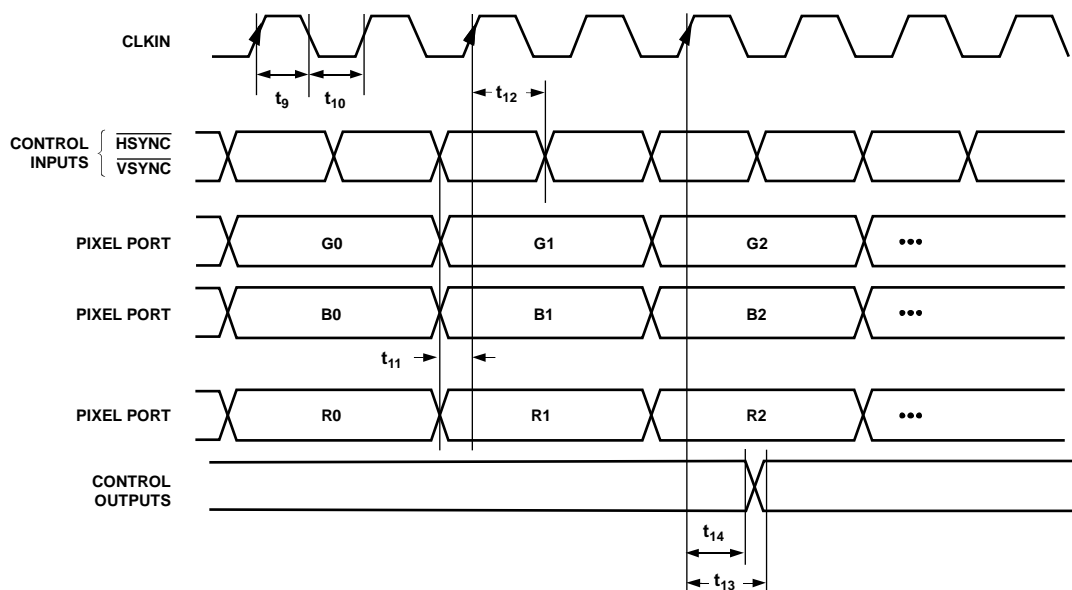 CLKIN
t9
t10
t12
CONTROL INPUTS
HSYNC
VSYNC
PIXEL PORT
G0
G1
G2
•••
PIXEL PORT
B0
B1
B2
•••
t11
PIXEL PORT
R0
R1
R2
•••
CONTROL OUTPUTS
t14
t13